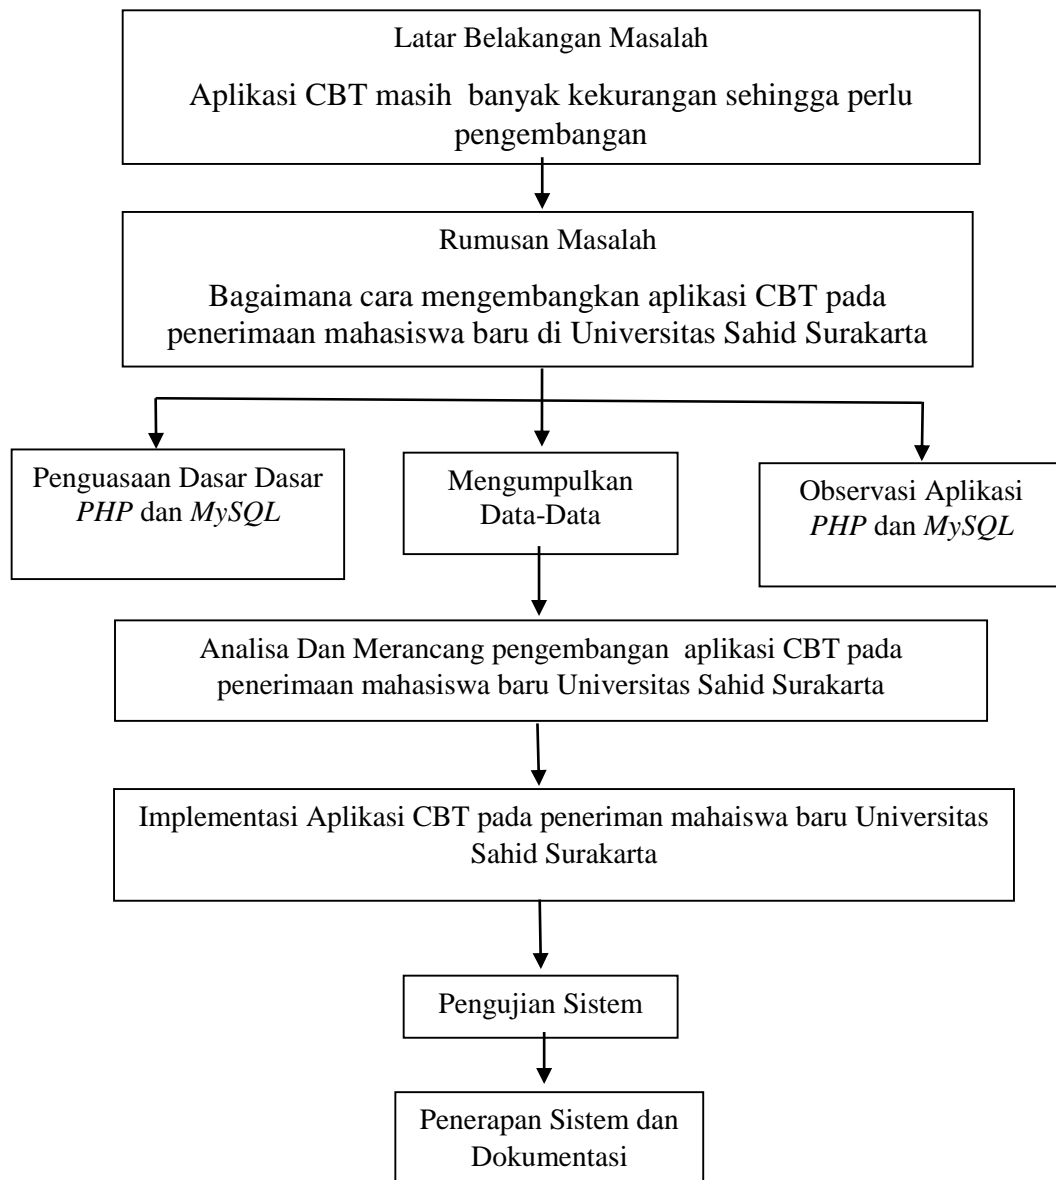 Latar Belakangan Masalah
Aplikasi CBT masih banyak kekurangan sehingga perlu
pengembangan
Rumusan Masalah
Bagaimana cara mengembangkan aplikasi CBT pada
penerimaan mahasiswa baru di Universitas Sahid Surakarta
Penguasaan Dasar Dasar
PHP dan MySQL
Mengumpulkan
Data-Data
Observasi Aplikasi
PHP dan MySQL
Analisa Dan Merancang pengembangan aplikasi CBT pada
penerimaan mahasiswa baru Universitas Sahid Surakarta
Implementasi Aplikasi CBT pada peneriman mahaiswa baru Universitas
Sahid Surakarta
Pengujian Sistem
Penerapan Sistem dan
Dokumentasi